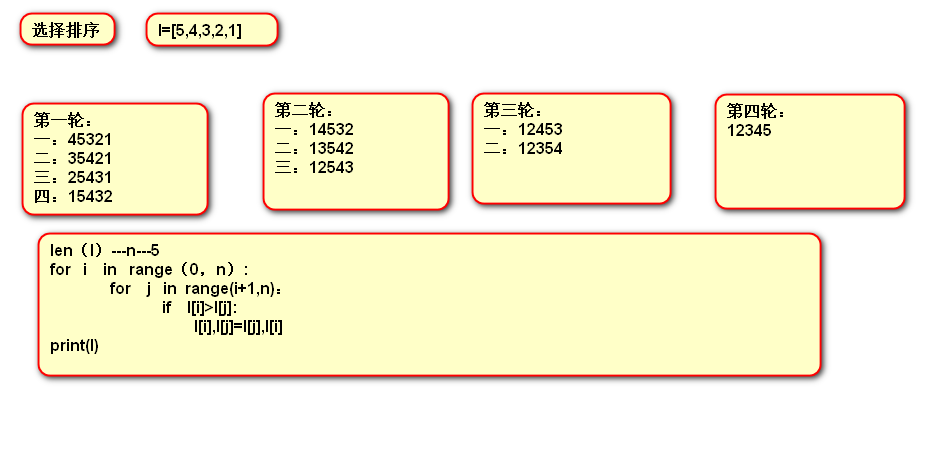 选择排序
l=[5,4,3,2,1]
第一轮：
一：45321
二：35421
三：25431
四：15432
第二轮：
一：14532
二：13542
三：12543
第三轮：
一：12453
二：12354
第四轮：
12345
len（l）---n---5
for i in range（0，n）:
for j in range(i+1,n)：
if l[i]>l[j]:
l[i],l[j]=l[j],l[i]
print(l)